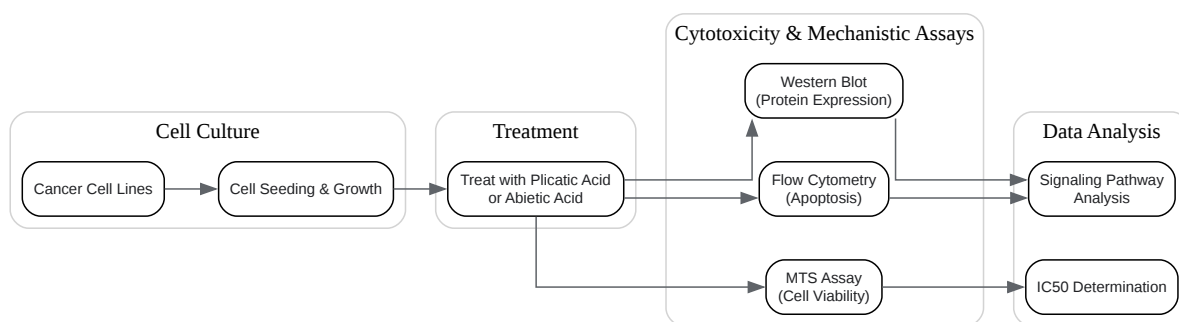 Cytotoxicity & Mechanistic Assays
Western Blot
(Protein Expression)
Cell Culture
Treatment
Data Analysis
Cancer Cell Lines
Cell Seeding & Growth
Treat with Plicatic Acid
or Abietic Acid
Flow Cytometry
(Apoptosis)
Signaling Pathway
Analysis
MTS Assay
(Cell Viability)
IC50 Determination